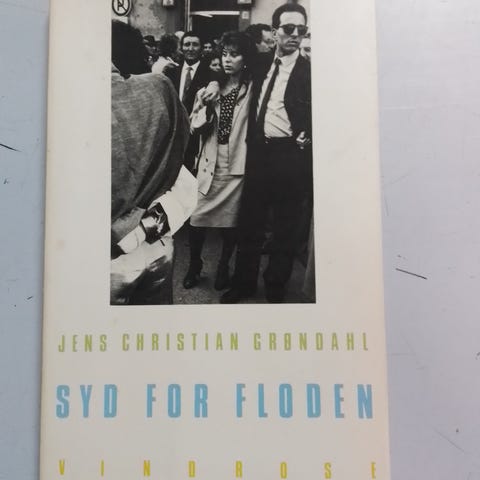 JENS CHRISTIAN GRØNDAHL
SYD FOR FLODEN
VINDROSE